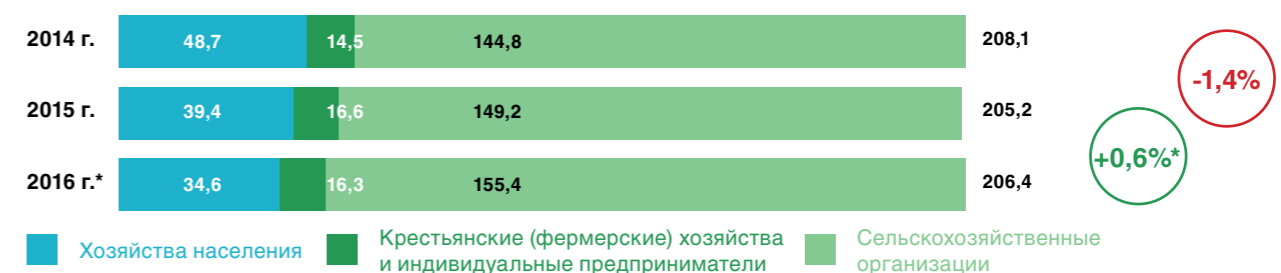 2014 г. 48,7 14,5 144,8 208,1
-1,4%
2015 г. 39,4 16,6 149,2 205,2
+0,6%*
2016 г.* 34,6 16,3 155,4 206,4
Хозяйства населения
Крестьянские (фермерские) хозяйства
и индивидуальные предприниматели
Сельскохозяйственные
организации